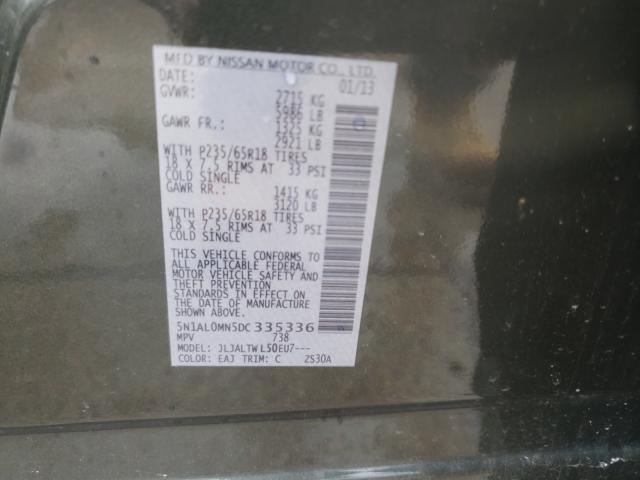 MFD BY NISSAN MOTOR CO., LTD.
DATE: 01/13
GVWR: 2715 KG
5986 LB
GAWR FR.: 1325 KG
2921 LB
WITH P235/65R18 TIRES
18 X 7.5 RIMS AT 33 PSI
COLD SINGLE
GAWR RR.: 1415 KG
3120 LB
WITH P235/65R18 TIRES
18 X 7.5 RIMS AT 33 PSI
COLD SINGLE
THIS VEHICLE CONFORMS TO
ALL APPLICABLE FEDERAL
MOTOR VEHICLE SAFETY AND
THEFT PREVENTION
STANDARDS IN EFFECT ON
THE DATE OF MANUFACTURE
SHOWN ABOVE.
5N1AL0MN5DC335336
MPV 738
MODEL: JLJALTWL50EU7---
COLOR: EAJ TRIM: C ZS30A